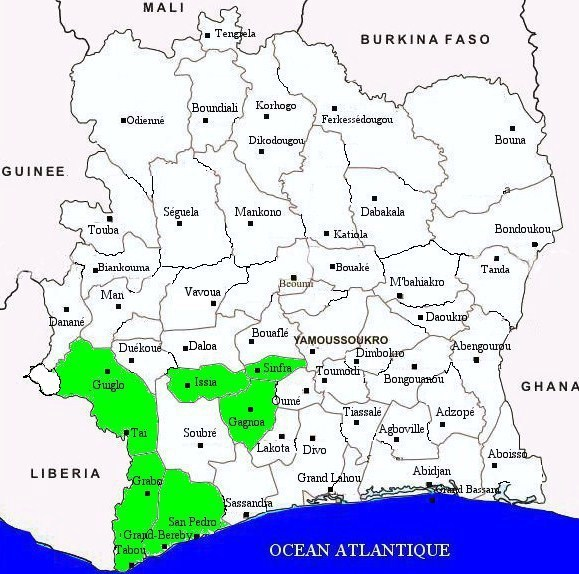 MALI
Tengrela
BURKINA FASO
Boundiali
Korhogo
Odienné
Ferkessédougou
Dikodougou
Bouna
GUINEE
a
Séguela
Mankono
Dabakala
Touba
Katiola
Bondoukou
Biankouma
Bouaké
Tanda
Beoumi
M'bahiakro
Man
Vavoua
Danané
Daoukro
Bouaflé
YAMOUSSOUKRO
Duékoué
Daloa
Dimbokro
Abengourou
Guiglo
Issia
Sinfra
Toumodi
Bongouanou
GHANA
Oumé
Gagnoa
Tiassalé
Adzopé
Tai
Soubré
Lakota
Divo
Agboville
Aboisso
LIBERIA
Grabo
Grand Lahou
Abidjan
Grand Bassam
Sassandra
San Pedro
Grand-Bereby
Tabou
OCEAN ATLANTIQUE